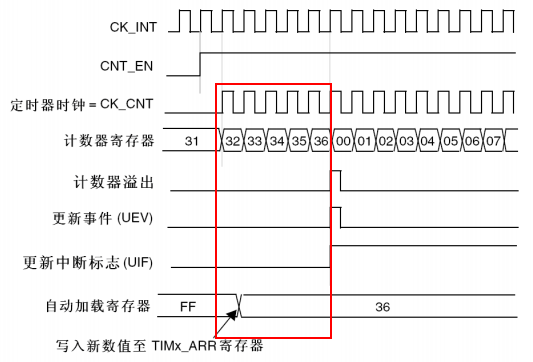 CK_INT
CNT_EN
定时器时钟 = CK_CNT
计数器寄存器 31 32 33 34 35 36 00 01 02 03 04 05 06 07
计数器溢出
更新事件 (UEV)
更新中断标志 (UIF)
自动加载寄存器 FF 36
写入新数值至 TIMx_ARR寄存器